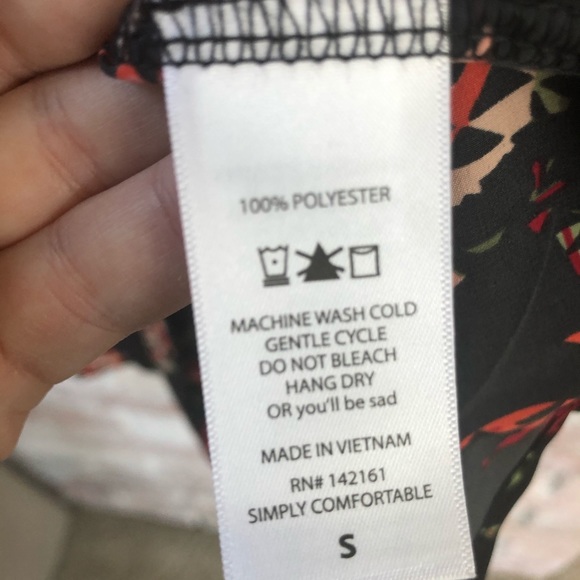 100% POLYESTER
MACHINE WASH COLD
GENTLE CYCLE
DO NOT BLEACH
HANG DRY
OR you'll be sad
MADE IN VIETNAM
RN# 142161
SIMPLY COMFORTABLE
S